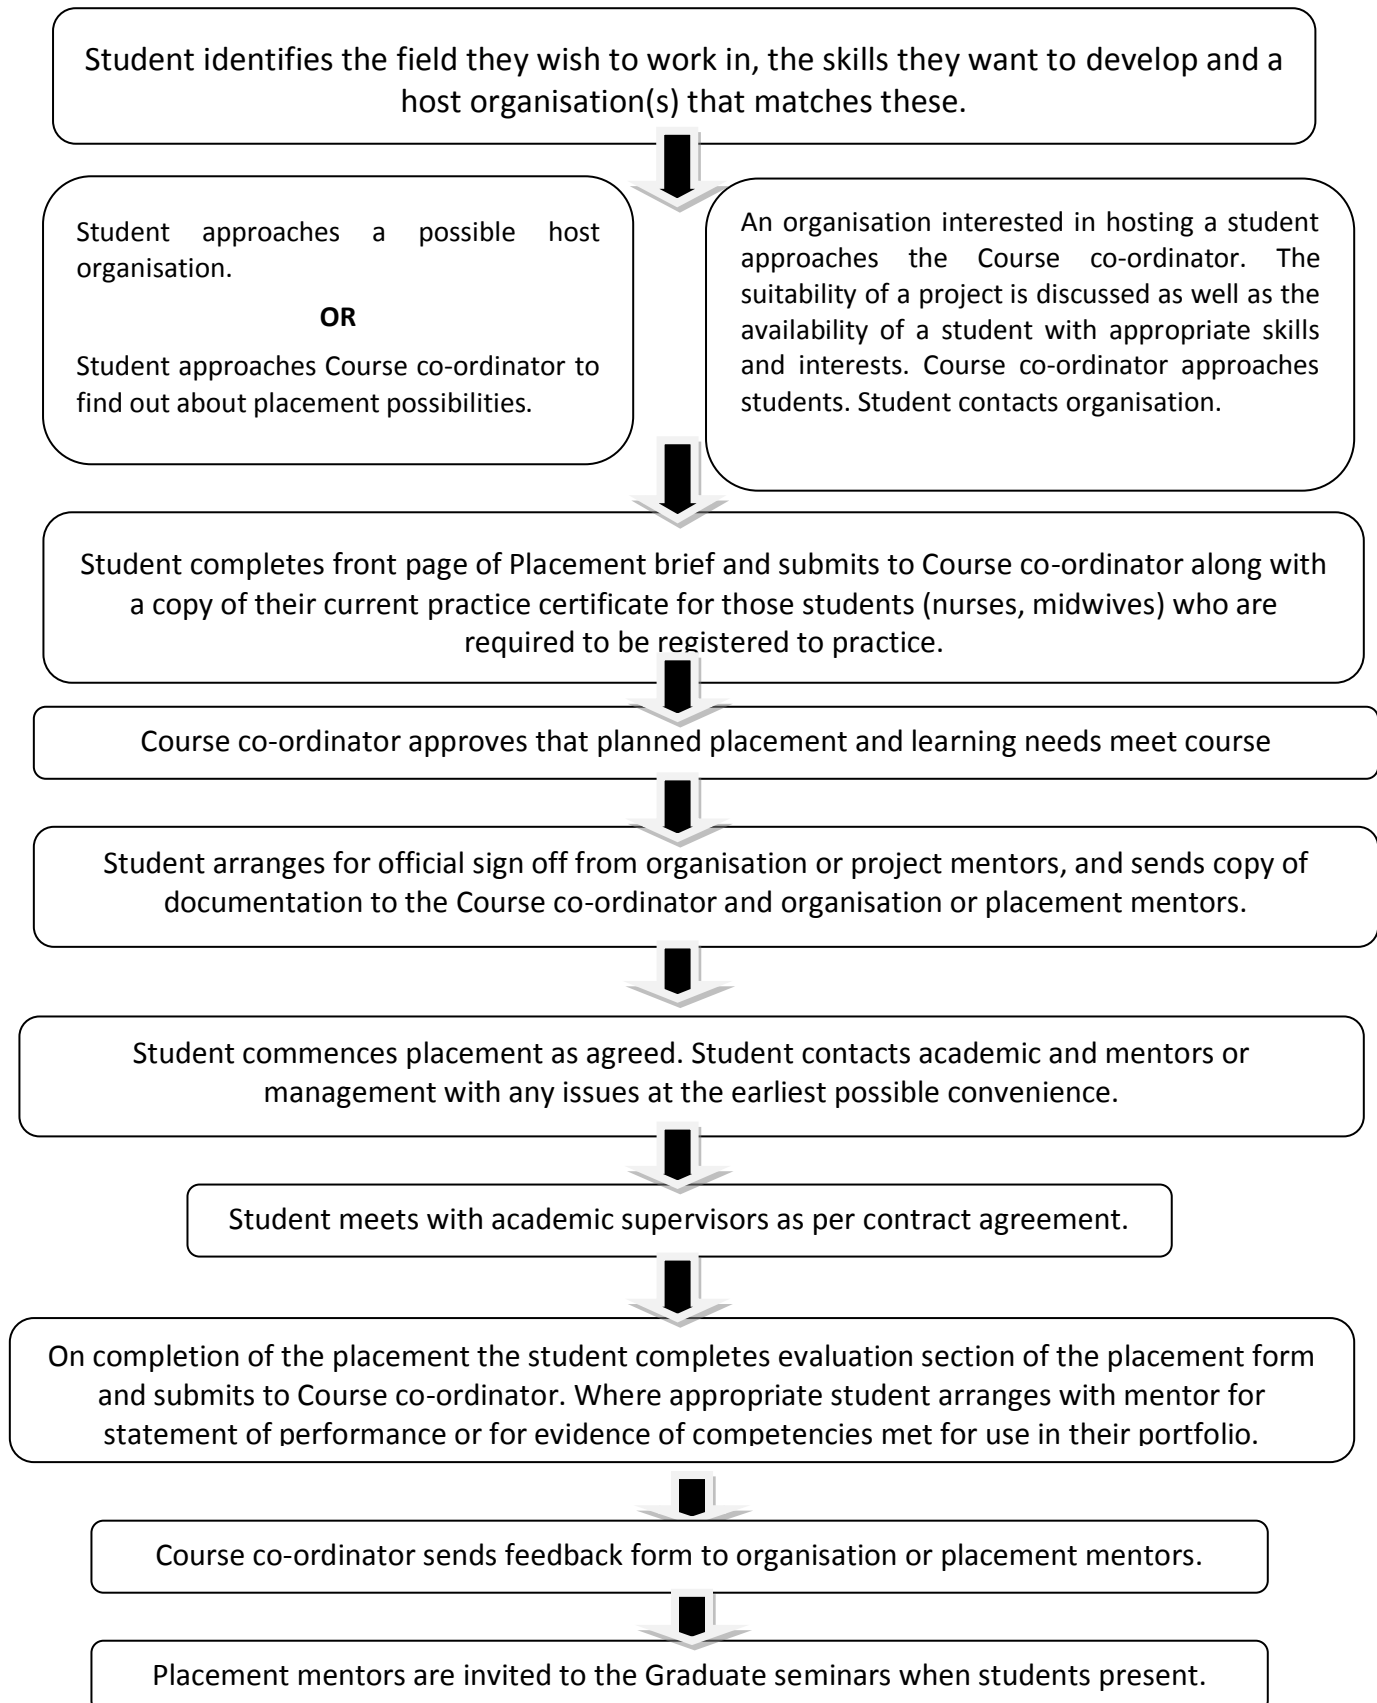 Student identifies the field they wish to work in, the skills they want to develop and a
host organisation(s) that matches these.
Student approaches a possible host
organisation.
OR
Student approaches Course co-ordinator to
find out about placement possibilities.
An organisation interested in hosting a student
approaches the Course co-ordinator. The
suitability of a project is discussed as well as the
availability of a student with appropriate skills
and interests. Course co-ordinator approaches
students. Student contacts organisation.
Student completes front page of Placement brief and submits to Course co-ordinator along with
a copy of their current practice certificate for those students (nurses, midwives) who are
required to be registered to practice.
Course co-ordinator approves that planned placement and learning needs meet course
Student arranges for official sign off from organisation or project mentors, and sends copy of
documentation to the Course co-ordinator and organisation or placement mentors.
Student commences placement as agreed. Student contacts academic and mentors or
management with any issues at the earliest possible convenience.
Student meets with academic supervisors as per contract agreement.
On completion of the placement the student completes evaluation section of the placement form
and submits to Course co-ordinator. Where appropriate student arranges with mentor for
statement of performance or for evidence of competencies met for use in their portfolio.
Course co-ordinator sends feedback form to organisation or placement mentors.
Placement mentors are invited to the Graduate seminars when students present.